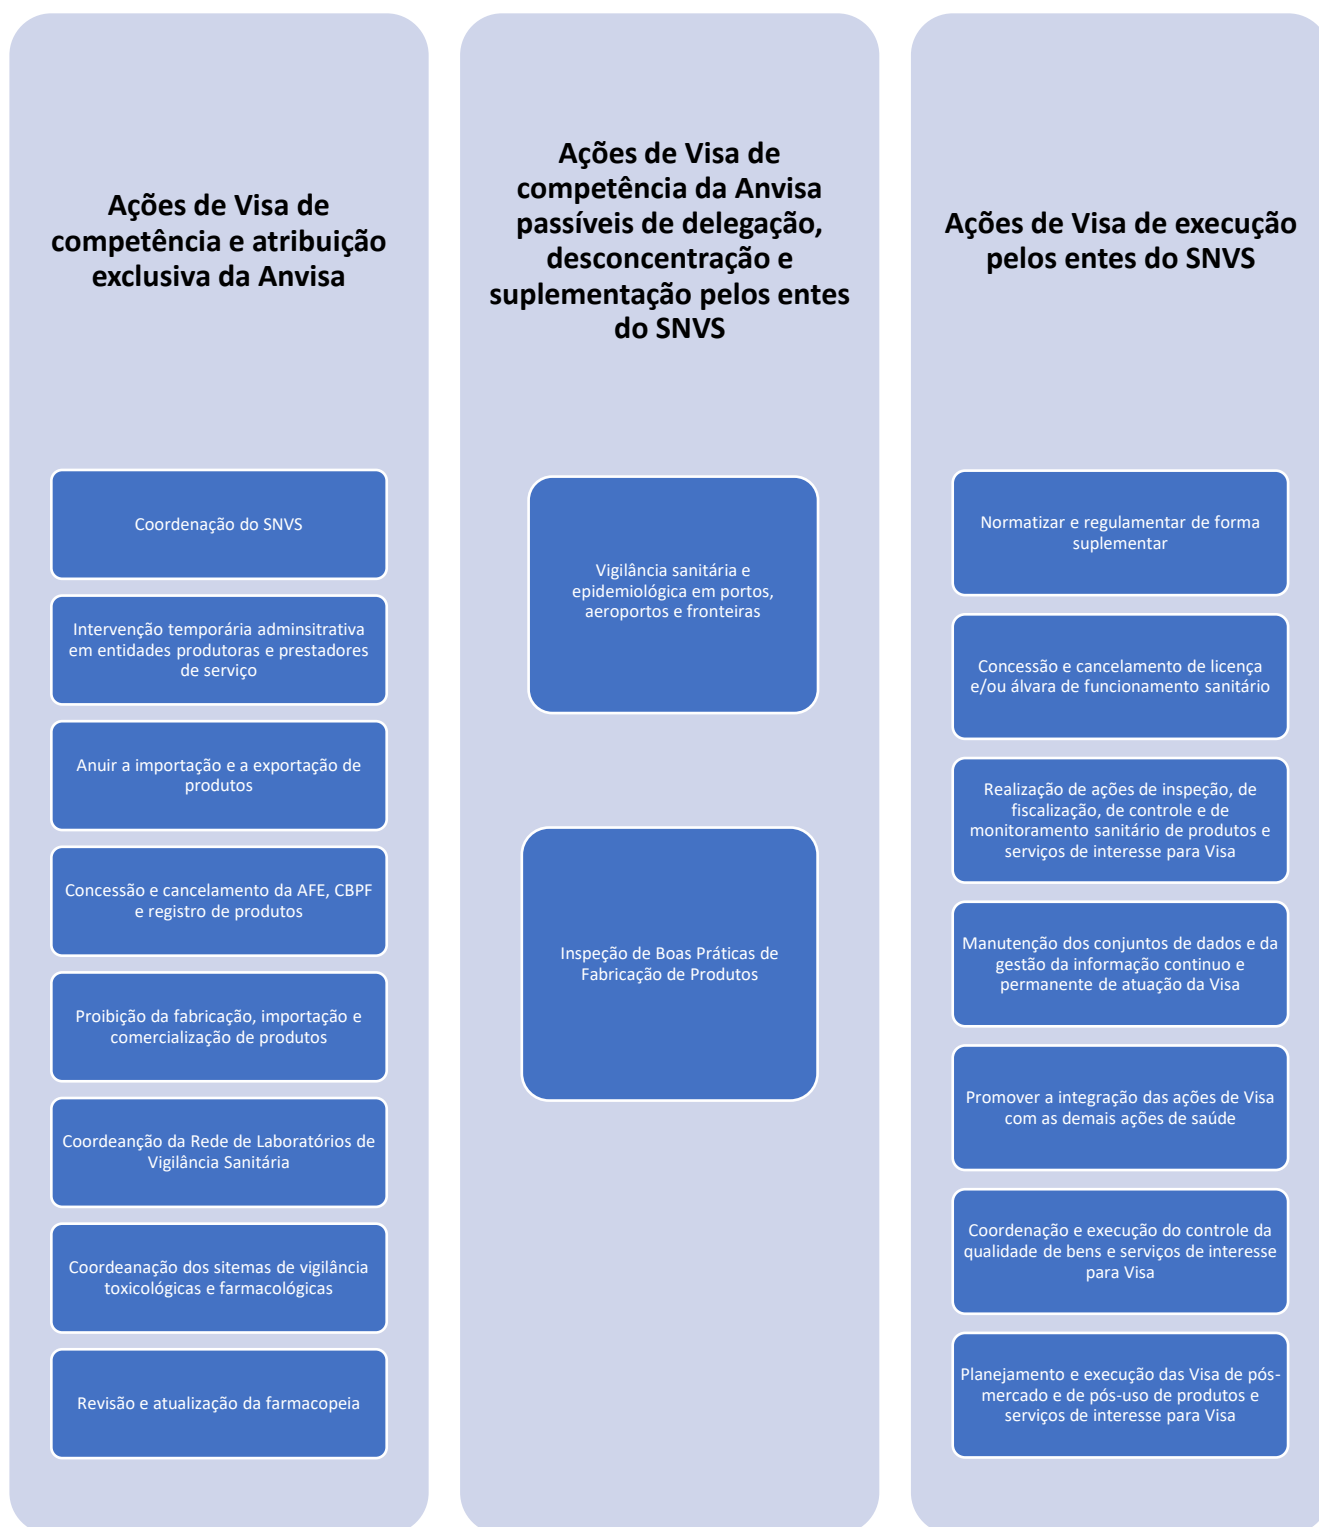 Ações de Visa de
competência e atribuição
exclusiva da Anvisa
Coordenação do SNVS
Intervenção temporária adminsitrativa
em entidades produtoras e prestadores
de serviço
Anuir a importação e a exportação de
produtos
Concessão e cancelamento da AFE, CBPF
e registro de produtos
Proibição da fabricação, importação e
comercialização de produtos
Coordeanção da Rede de Laboratórios de
Vigilância Sanitária
Coordeanação dos sitemas de vigilância
toxicológicas e farmacológicas
Revisão e atualização da farmacopeia
Ações de Visa de
competência da Anvisa
passíveis de delegação,
desconcentração e
suplementação pelos entes
do SNVS
Vigilância sanitária e
epidemiológica em portos,
aeroportos e fronteiras
Inspeção de Boas Práticas de
Fabricação de Produtos
Ações de Visa de execução
pelos entes do SNVS
Normatizar e regulamentar de forma
suplementar
Concessão e cancelamento de licença
e/ou álvara de funcionamento sanitário
Realização de ações de inspeção, de
fiscalização, de controle e de
monitoramento sanitário de produtos e
serviços de interesse para Visa
Manutenção dos conjuntos de dados e da
gestão da informação continuo e
permanente de atuação da Visa
Promover a integração das ações de Visa
com as demais ações de saúde
Coordenação e execução do controle da
qualidade de bens e serviços de interesse
para Visa
Planejamento e execução das Visa de pós-
mercado e de pós-uso de produtos e
serviços de interesse para Visa